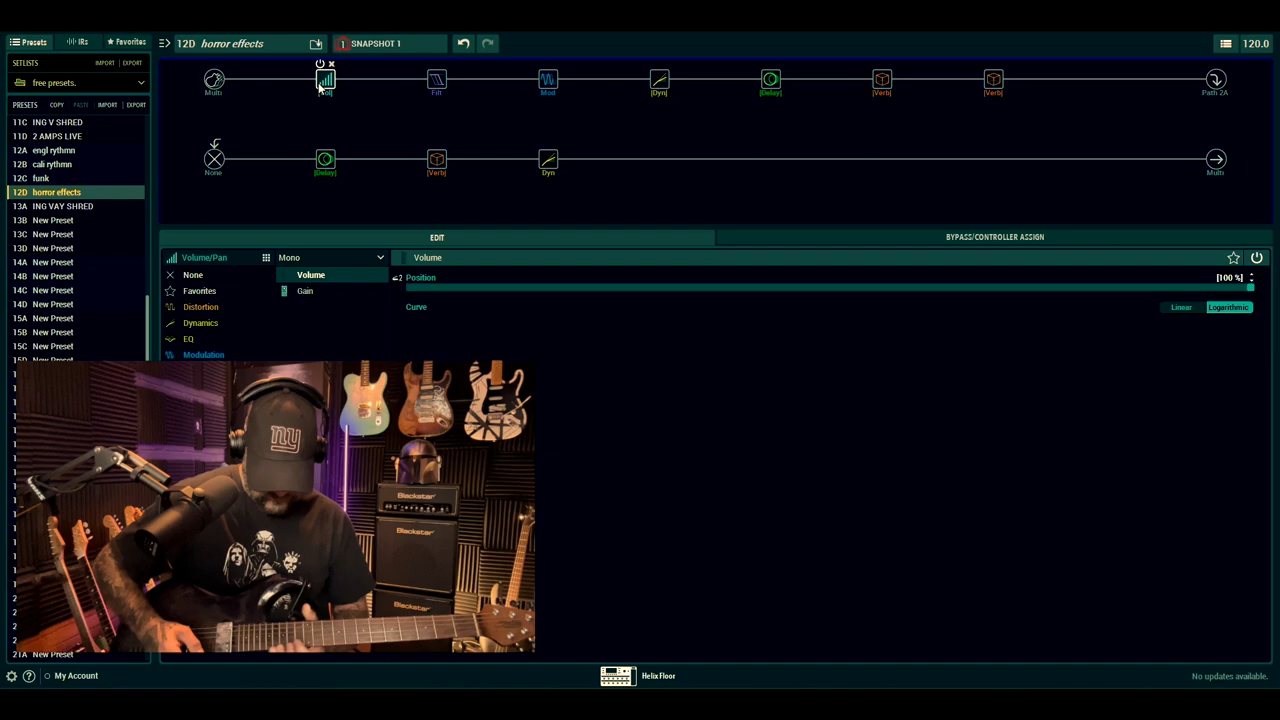 Presets IRs Favorites
12D horror effects 1 SNAPSHOT 1 120.0
SETLISTS IMPORT EXPORT
free presets.
Multi Filt Mod |Dyn| |Delay| |Verb| |Verb| Path 2A
PRESETS COPY PASTE IMPORT EXPORT
11C ING V SHRED
11D 2 AMPS LIVE
12A engl rythmn
12B cali rythmn
12C funk
12D horror effects
13A ING VAY SHRED
13B New Preset
13C New Preset
13D New Preset
14A New Preset
14B New Preset
14C New Preset
14D New Preset
15A New Preset
15B New Preset
15C New Preset
None |Delay| |Verb| Dyn Multi
EDIT BYPASS/CONTROLLER ASSIGN
Volume/Pan Mono Volume
None Volume 2 Position [100 %]
Favorites Gain
Distortion Curve Linear Logarithmic
Dynamics
EQ
Modulation
ny
Blackstar
Blackstar
Blackstar
21A New Preset
My Account Helix Floor No updates available.